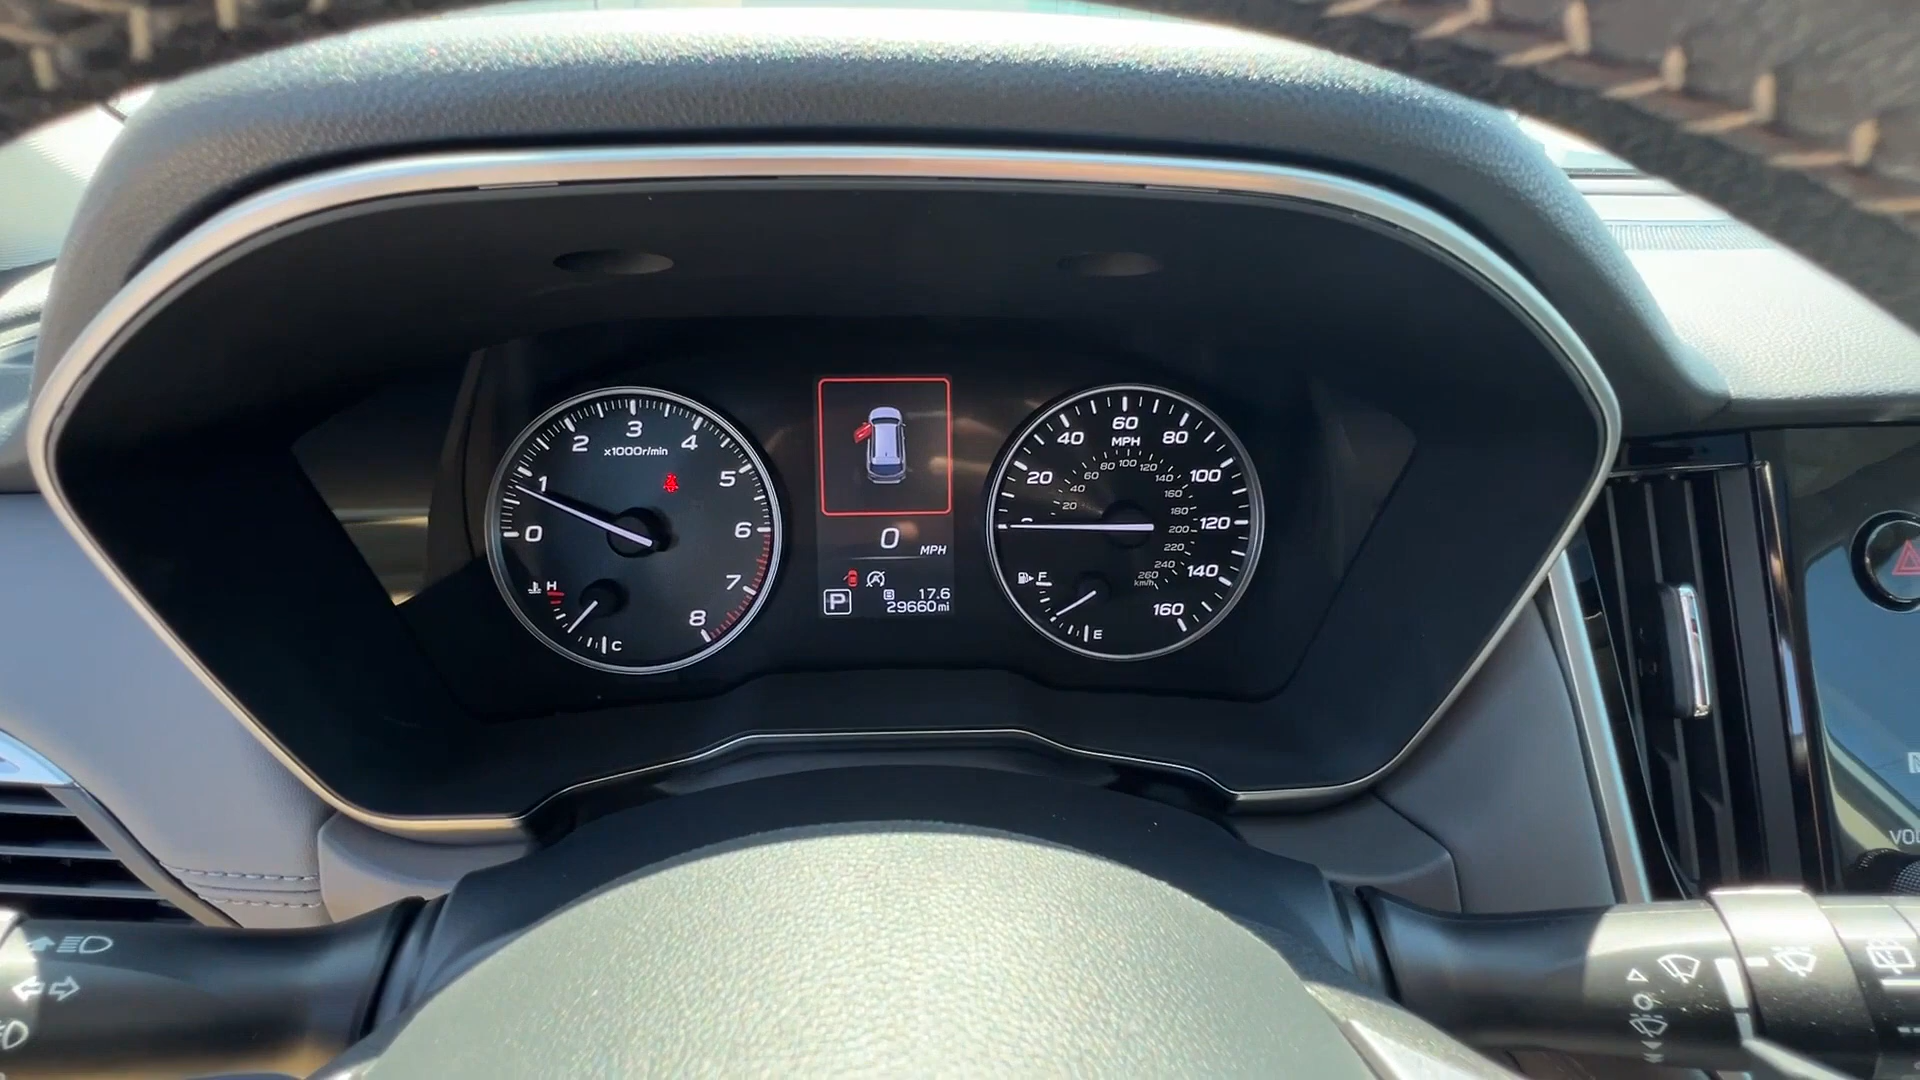 0 1 2 3 4 5 6 7 8
x1000r/min
H
C
0 MPH
P
B 17.6
29660 mi
20 40 60 80 100 120 140 160
MPH
20 40 60 80 100 120 140 160 180 200 220 240 260
km/h
F
E